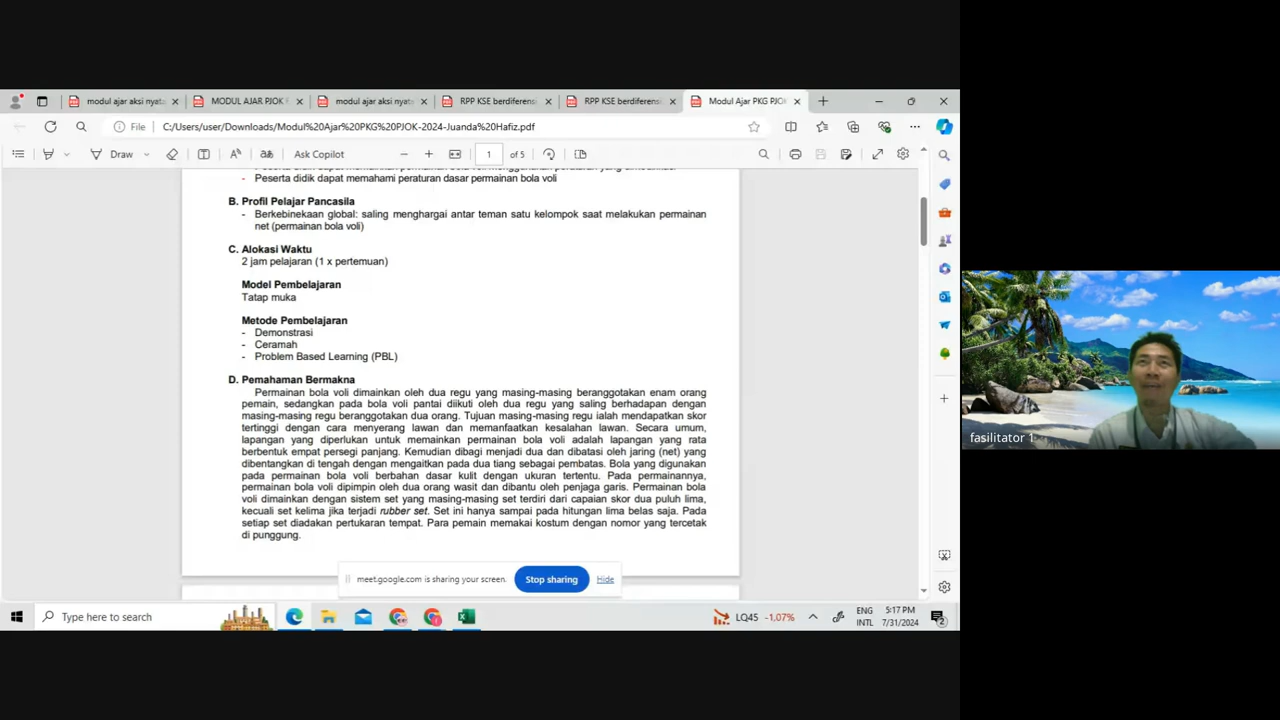 modul ajar aksi nyata
MODUL AJAR PJOK F
modul ajar aksi nyata
RPP KSE berdiferensi
RPP KSE berdiferensi
Modul Ajar PKG PJOK
File
C:/Users/user/Downloads/Modul%20Ajar%20PKG%20PJOK-2024-Juanda%20Hafiz.pdf
Draw
Ask Copilot
1 of 5
- Peserta didik dapat memahami peraturan dasar permainan bola voli
B. Profil Pelajar Pancasila
- Berkebinekaan global: saling menghargai antar teman satu kelompok saat melakukan permainan
net (permainan bola voli)
C. Alokasi Waktu
2 jam pelajaran (1 x pertemuan)
Model Pembelajaran
Tatap muka
Metode Pembelajaran
- Demonstrasi
- Ceramah
- Problem Based Learning (PBL)
D. Pemahaman Bermakna
Permainan bola voli dimainkan oleh dua regu yang masing-masing beranggotakan enam orang
pemain, sedangkan pada bola voli pantai diikuti oleh dua regu yang saling berhadapan dengan
masing-masing regu beranggotakan dua orang. Tujuan masing-masing regu ialah mendapatkan skor
tertinggi dengan cara menyerang lawan dan memanfaatkan kesalahan lawan. Secara umum,
lapangan yang diperlukan untuk memainkan permainan bola voli adalah lapangan yang rata
berbentuk empat persegi panjang. Kemudian dibagi menjadi dua dan dibatasi oleh jaring (net) yang
dibentangkan di tengah dengan mengaitkan pada dua tiang sebagai pembatas. Bola yang digunakan
pada permainan bola voli berbahan dasar kulit dengan ukuran tertentu. Pada permainannya,
permainan bola voli dipimpin oleh dua orang wasit dan dibantu oleh penjaga garis. Permainan bola
voli dimainkan dengan sistem set yang masing-masing set terdiri dari capaian skor dua puluh lima,
kecuali set kelima jika terjadi rubber set. Set ini hanya sampai pada hitungan lima belas saja. Pada
setiap set diadakan pertukaran tempat. Para pemain memakai kostum dengan nomor yang tercetak
di punggung.
meet.google.com is sharing your screen.
Stop sharing
Hide
fasilitator 1
Type here to search
LQ45 -1,07%
ENG
INTL
5:17 PM
7/31/2024
2